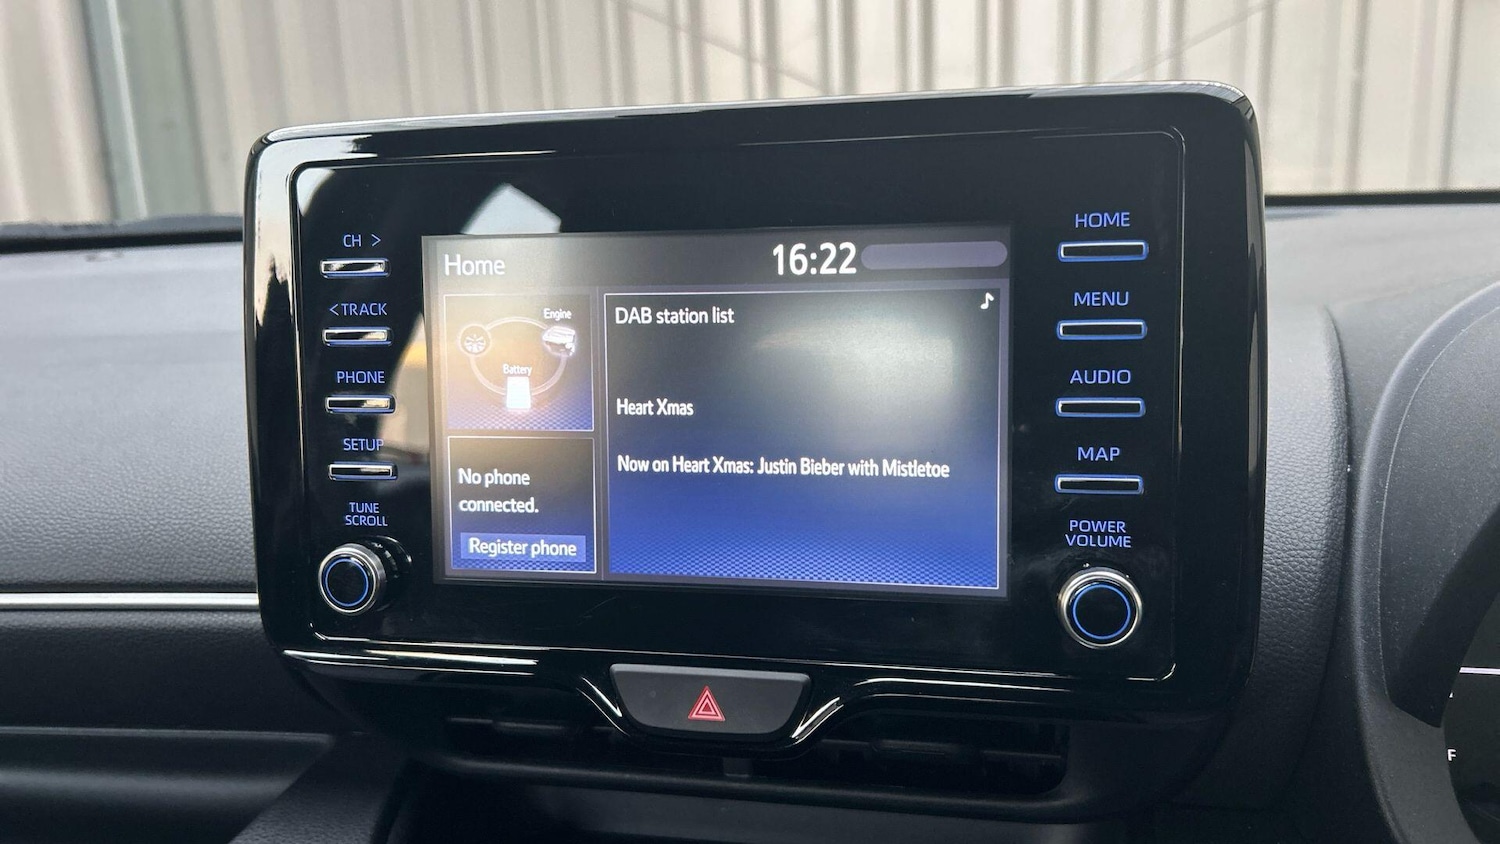 CH >
< TRACK
PHONE
SETUP
TUNE
SCROLL
Home
16:22
Engine
Battery
No phone
connected.
Register phone
DAB station list
Heart Xmas
Now on Heart Xmas: Justin Bieber with Mistletoe
HOME
MENU
AUDIO
MAP
POWER
VOLUME
F